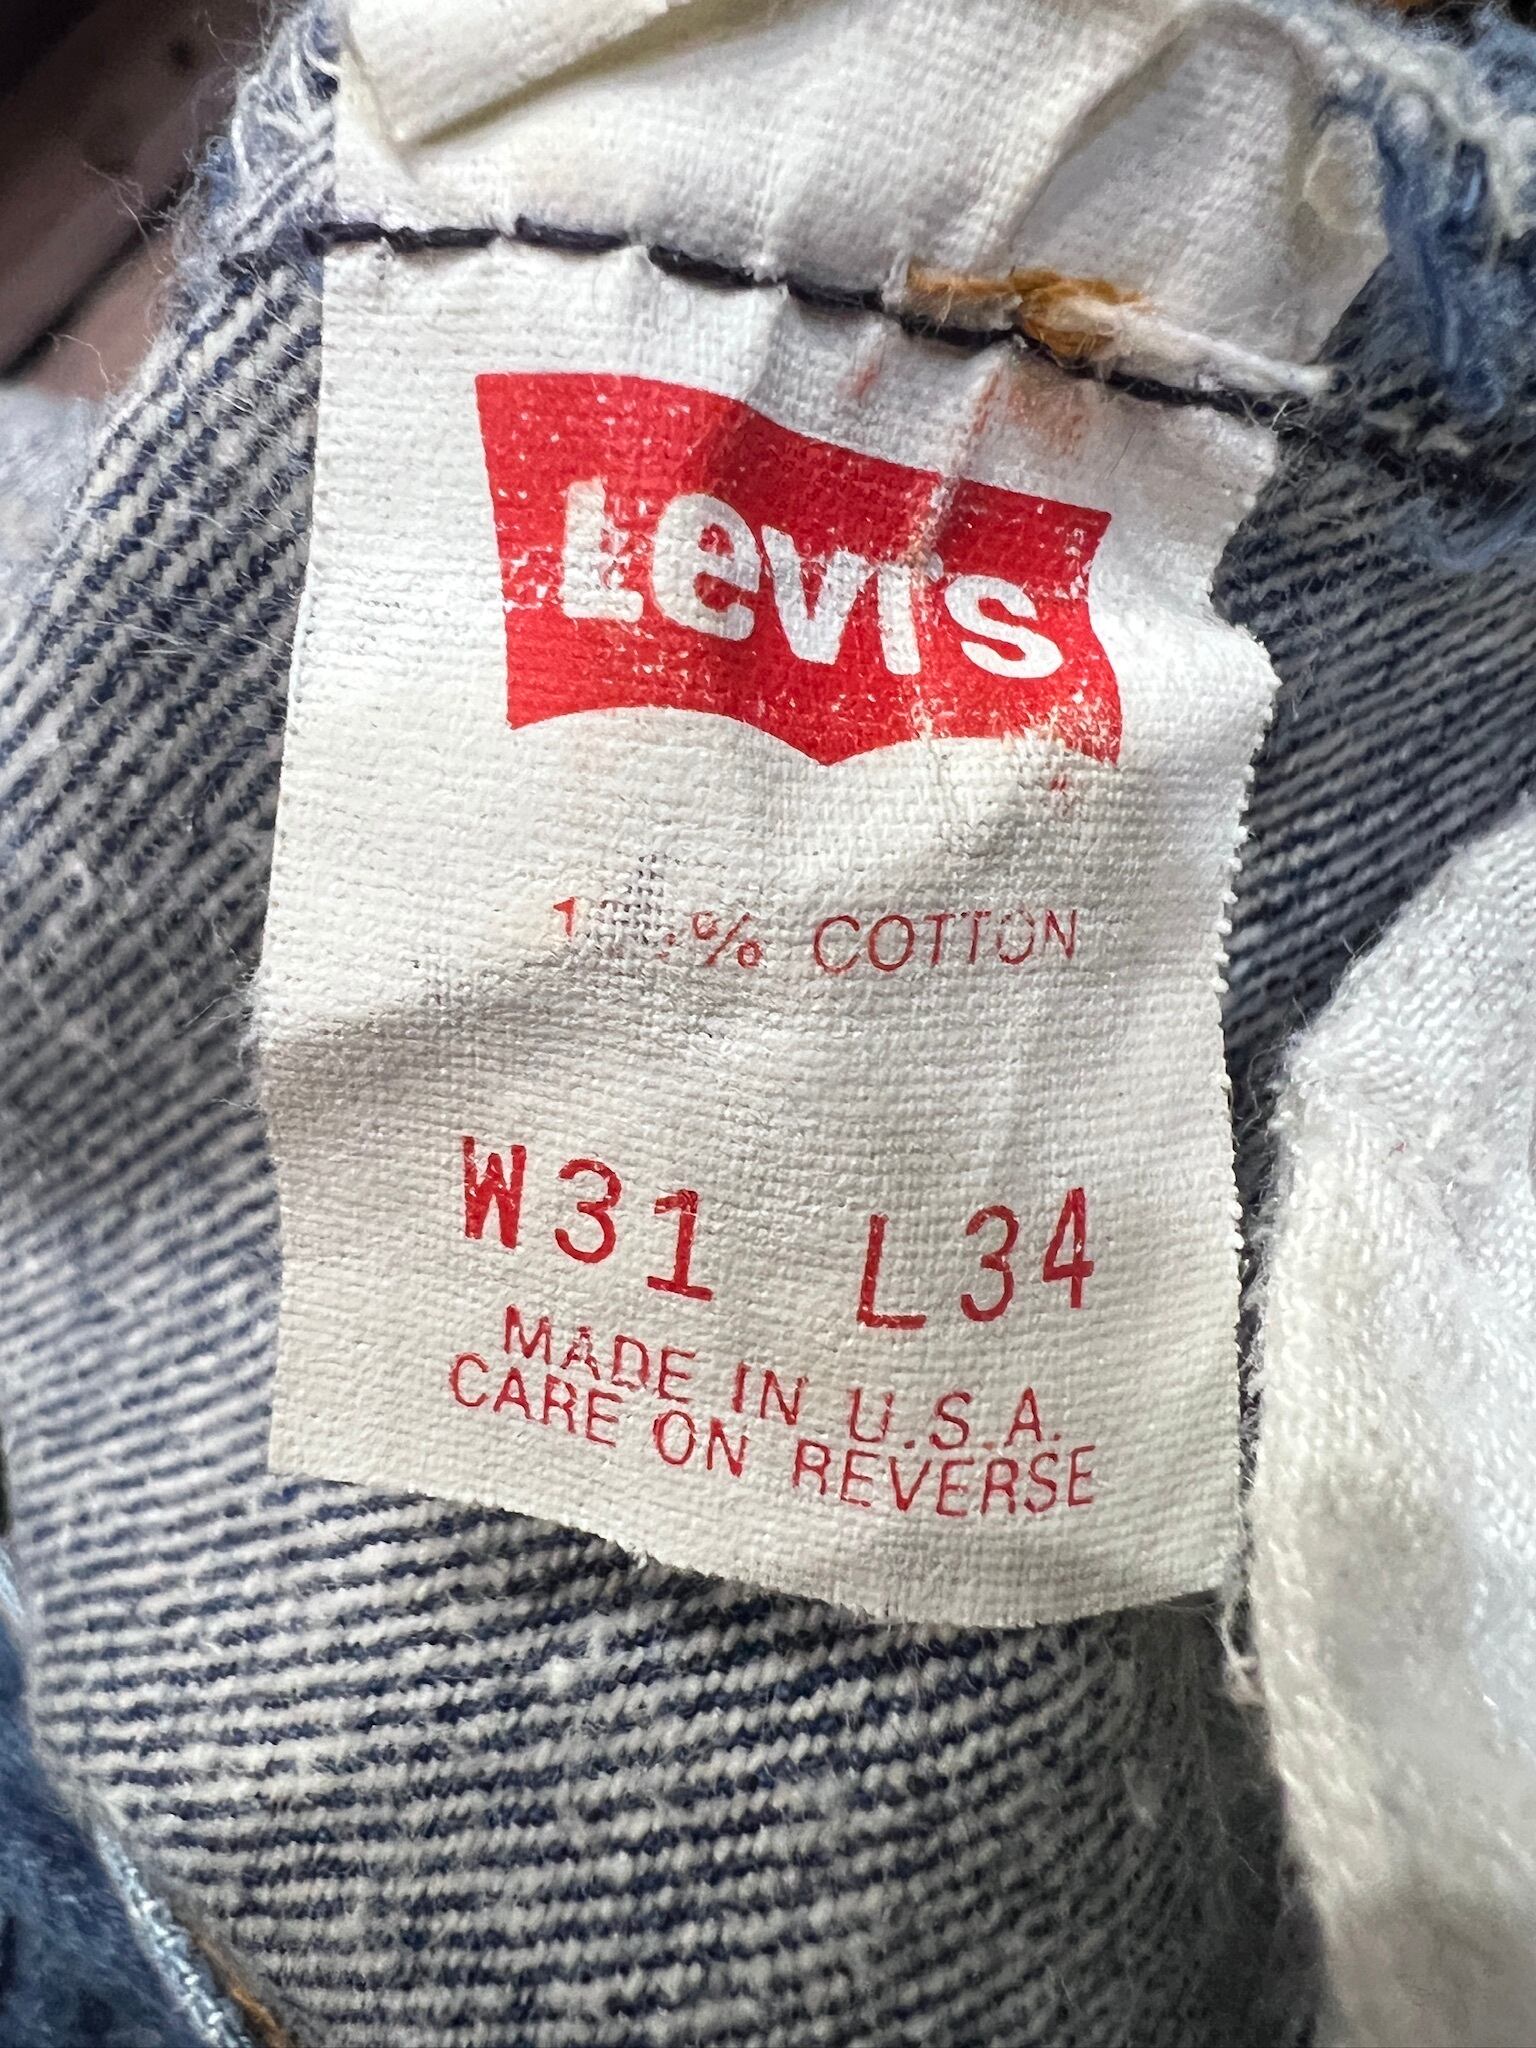 Levi's
% COTTON
W31 L34
MADE IN U.S.A.
CARE ON REVERSE